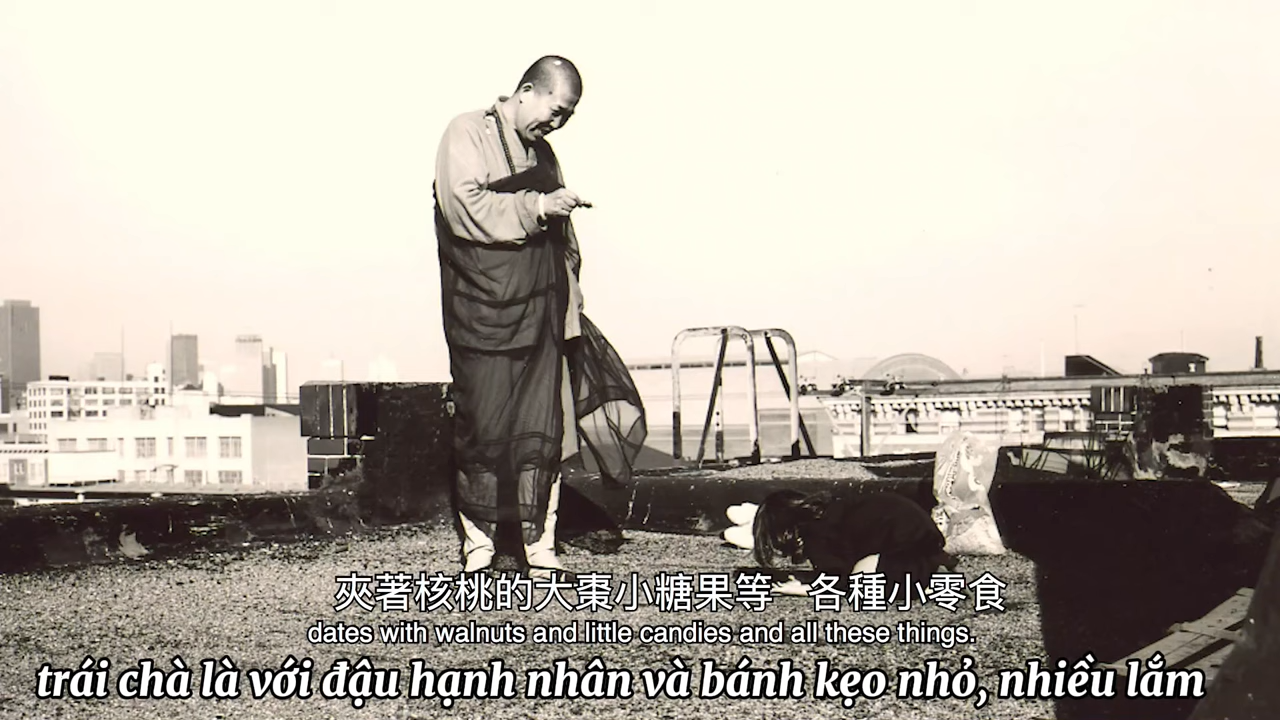 夾著核桃的大棗小糖果等 各種小零食
dates with walnuts and little candies and all these things.
trái chà là với đậu hạnh nhân và bánh kẹo nhỏ, nhiều lắm